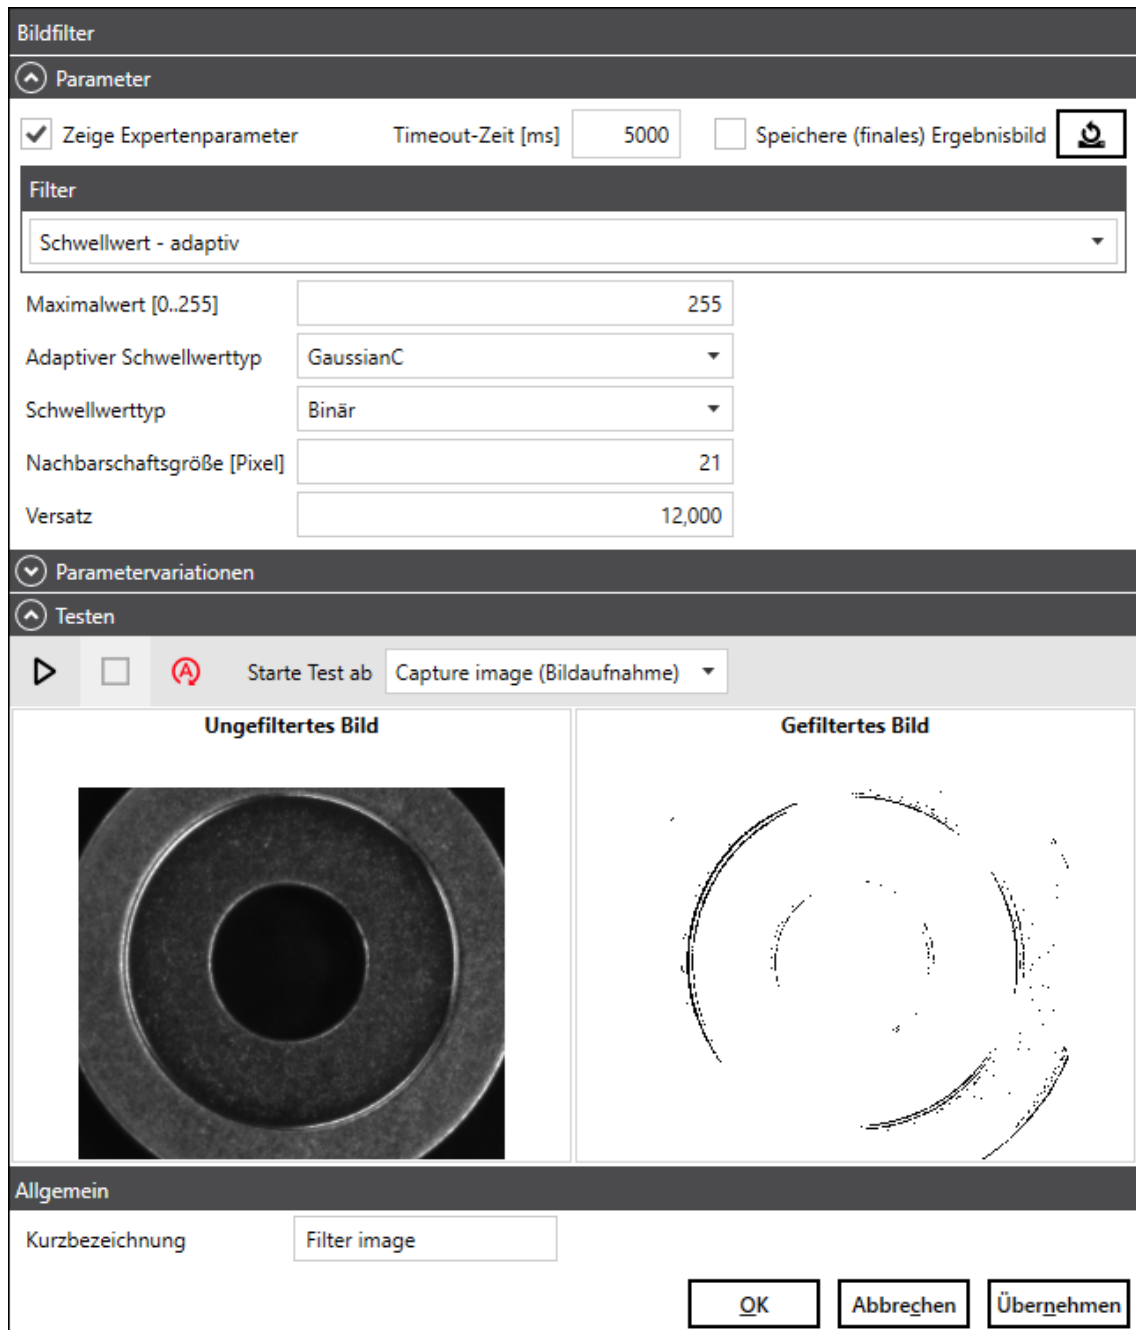 Bildfilter
Parameter
Zeige Expertenparameter Timeout-Zeit [ms] 5000 Speichere (finales) Ergebnisbild
Filter
Schwellwert - adaptiv
Maximalwert [0..255] 255
Adaptiver Schwellwerttyp GaussianC
Schwellwerttyp Binär
Nachbarschaftsgröße [Pixel] 21
Versatz 12,000
Parametervariationen
Testen
A Starte Test ab Capture image (Bildaufnahme)
Ungefiltertes Bild Gefiltertes Bild
Allgemein
Kurzbezeichnung Filter image
OK Abbrechen Übernehmen